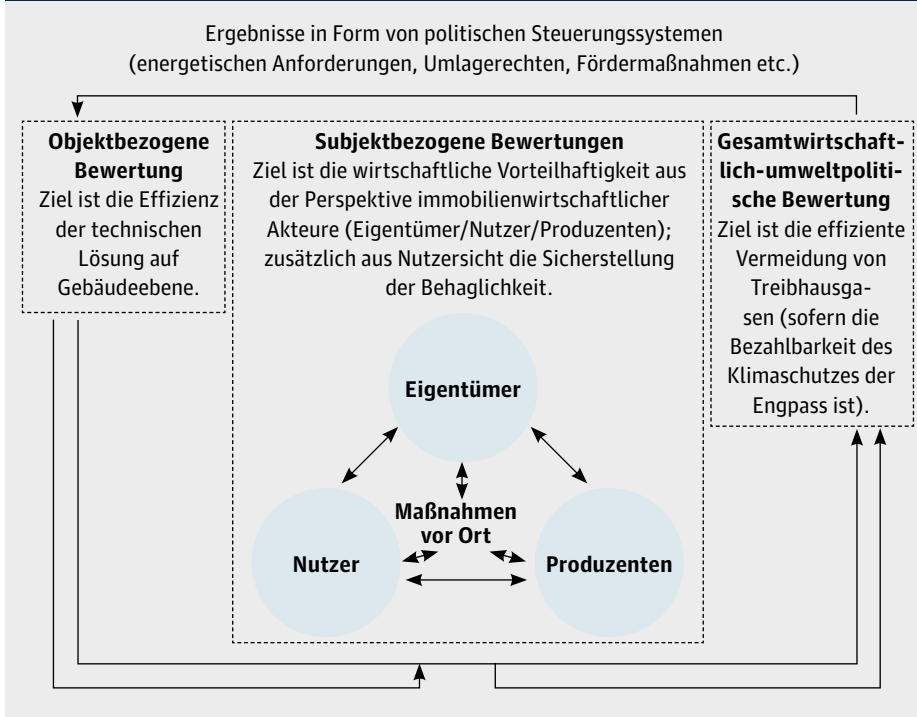 Ergebnisse in Form von politischen Steuerungssystemen
(energetischen Anforderungen, Umlagerechten, Fördermaßnahmen etc.)
Objektbezogene
Bewertung
Ziel ist die Effizienz
der technischen
Lösung auf
Gebäudeebene.
Subjektbezogene Bewertungen
Ziel ist die wirtschaftliche Vorteilhaftigkeit aus
der Perspektive immobilienwirtschaftlicher
Akteure (Eigentümer/Nutzer/Produzenten);
zusätzlich aus Nutzersicht die Sicherstellung
der Behaglichkeit.
Eigentümer
Maßnahmen
vor Ort
Nutzer
Produzenten
Gesamtwirtschaft-
lich-umweltpoliti-
sche Bewertung
Ziel ist die effiziente
Vermeidung von
Treibhausga-
sen (sofern die
Bezahlbarkeit des
Klimaschutzes der
Engpass ist).